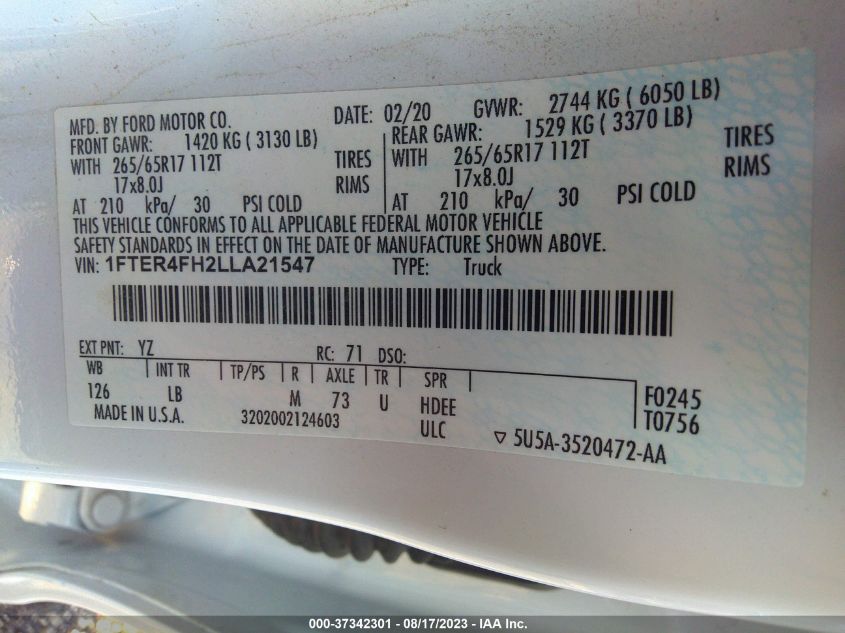 MFD. BY FORD MOTOR CO. DATE: 02/20 GVWR: 2744 KG ( 6050 LB)
FRONT GAWR: 1420 KG ( 3130 LB) REAR GAWR: 1529 KG ( 3370 LB)
WITH 265/65R17 112T TIRES WITH 265/65R17 112T TIRES
17x8.0J RIMS 17x8.0J RIMS
AT 210 kPa/ 30 PSI COLD AT 210 kPa/ 30 PSI COLD
THIS VEHICLE CONFORMS TO ALL APPLICABLE FEDERAL MOTOR VEHICLE
SAFETY STANDARDS IN EFFECT ON THE DATE OF MANUFACTURE SHOWN ABOVE.
VIN: 1FTER4FH2LLA21547 TYPE: Truck
EXT PNT: YZ RC: 71 DSO:
WB INT TR TP/PS R AXLE TR SPR
126 LB M 73 U HDEE F0245
MADE IN U.S.A. 3202002124603 ULC T0756
▽ 5U5A-3520472-AA
000-37342301 - 08/17/2023 - IAA Inc.